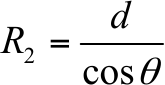 R₂ = d / cos θ